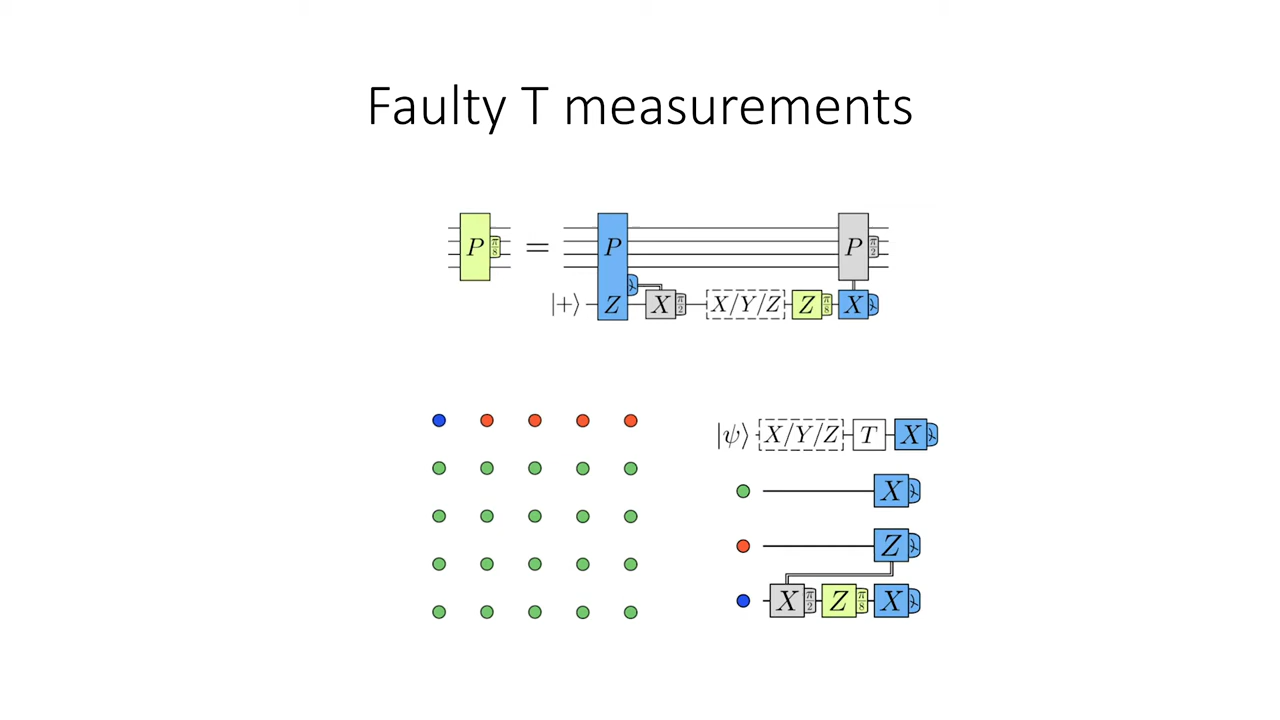 Faulty T measurements
P π/8 = P P π/2
|+⟩ Z X π/2 X/Y/Z Z π/8 X
|ψ⟩ X/Y/Z T X
X
Z
X π/2 Z π/8 X